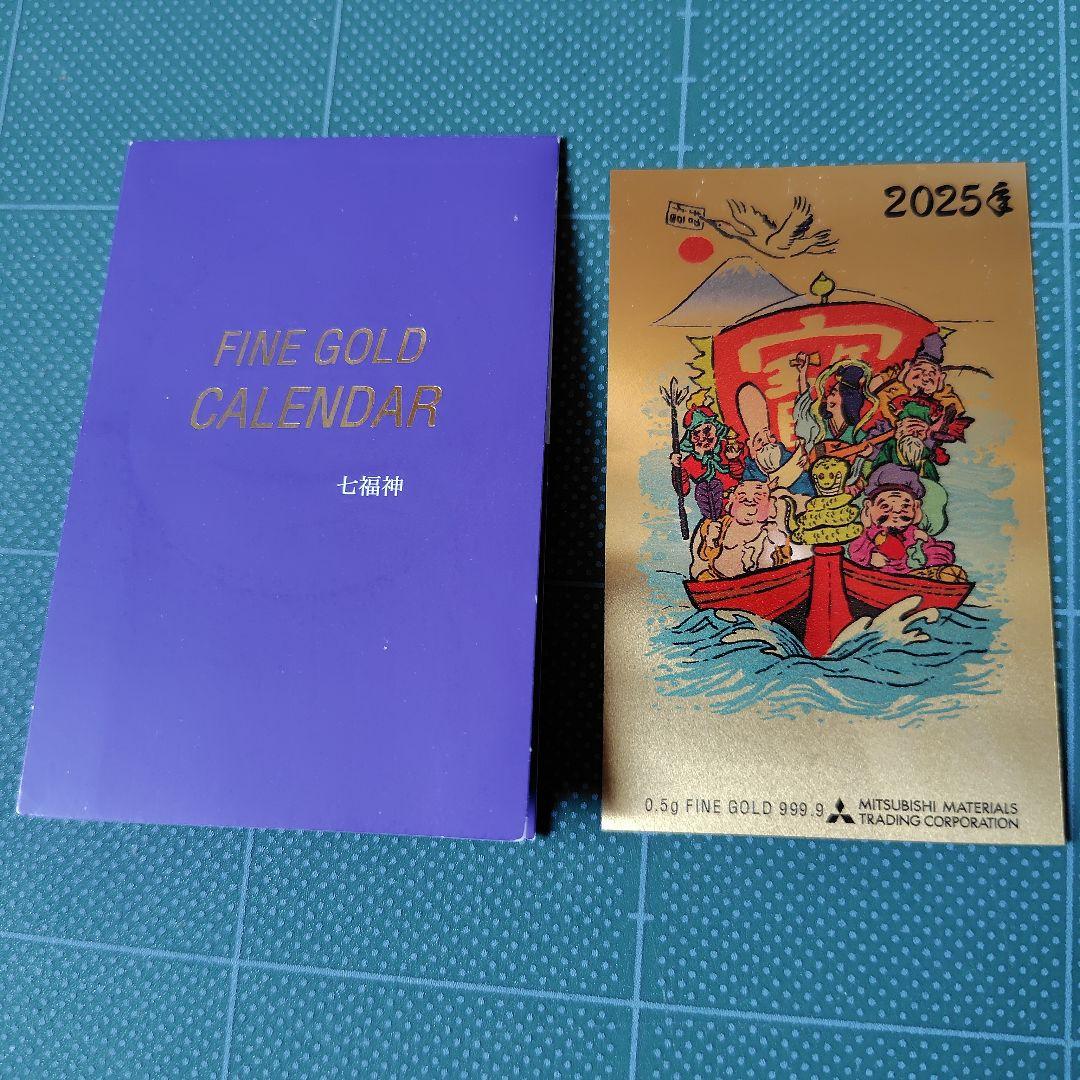 FINE GOLD
CALENDAR
七福神
2025年
寳
0.5g FINE GOLD 999.9
MITSUBISHI MATERIALS
TRADING CORPORATION